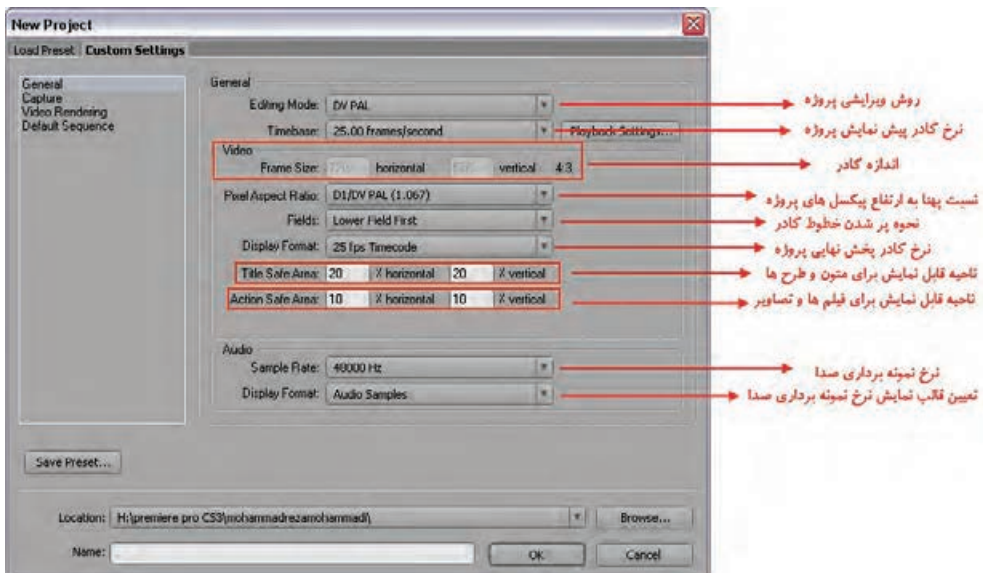 New Project
Load Preset Custom Settings
General
Capture
Video Rendering
Default Sequence
General
Editing Mode: DV PAL
روش ویرایشی پروژه
Timebase: 25.00 frames/second Playback Settings...
نرخ کادر پیش نمایش پروژه
Video
Frame Size: 720 horizontal 576 vertical 4:3
اندازه کادر
Pixel Aspect Ratio: D1/DV PAL (1.067)
نسبت پهنا به ارتفاع پیکسل های پروژه
Fields: Lower Field First
نحوه پر شدن خطوط کادر
Display Format: 25 fps Timecode
نرخ کادر پخش نهایی پروژه
Title Safe Area: 20 % horizontal 20 % vertical
ناحیه قابل نمایش برای متون و طرح ها
Action Safe Area: 10 % horizontal 10 % vertical
ناحیه قابل نمایش برای فیلم ها و تصاویر
Audio
Sample Rate: 48000 Hz
نرخ نمونه برداری صدا
Display Format: Audio Samples
تعیین قالب نمایش نرخ نمونه برداری صدا
Save Preset...
Location: H:\premiere pro CS3\mohammadrezamohammadi\ Browse...
Name: OK Cancel